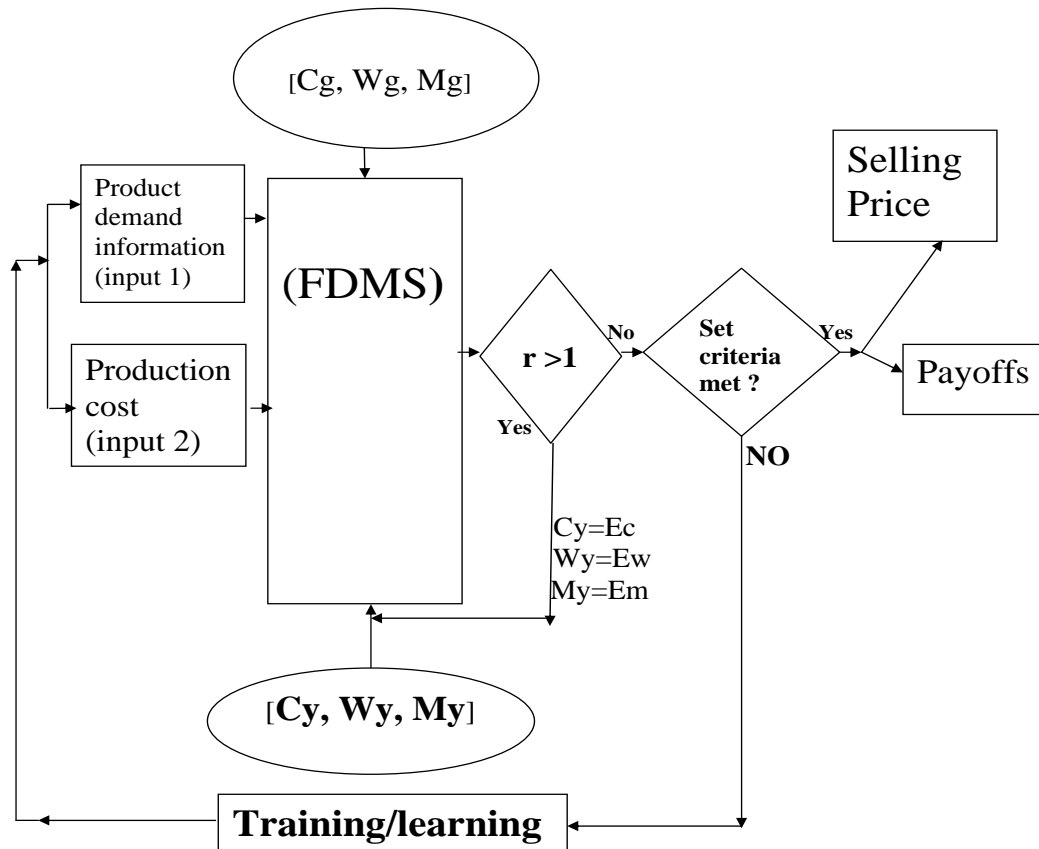 [Cg, Wg, Mg]
Selling
Price
Product
demand
information
(input 1)
(FDMS)
No
Set
criteria
met ?
Yes
r >1
Production
cost
(input 2)
Payoffs
Yes
NO
Cy=Ec
Wy=Ew
My=Em
[Cy, Wy, My]
Training/learning